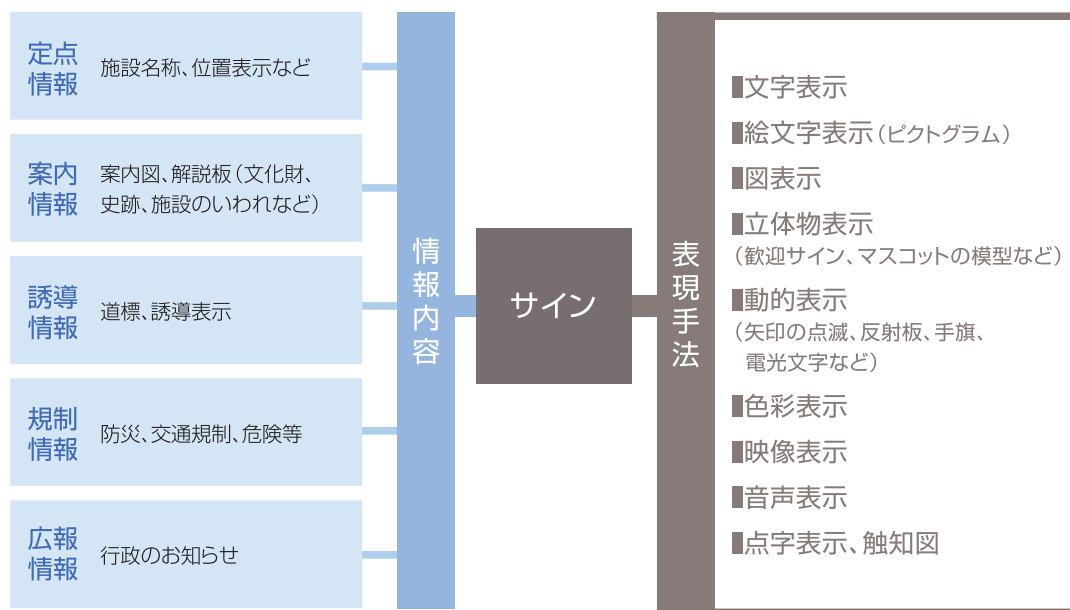 定点
情報
施設名称、位置表示など
案内
情報
案内図、解説板(文化財、
史跡、施設のいわれなど)
誘導
情報
道標、誘導表示
規制
情報
防災、交通規制、危険等
広報
情報
行政のお知らせ
情報内容
サイン
表現手法
■文字表示
■絵文字表示(ピクトグラム)
■図表示
■立体物表示
(歓迎サイン、マスコットの模型など)
■動的表示
(矢印の点滅、反射板、手旗、
電光文字など)
■色彩表示
■映像表示
■音声表示
■点字表示、触知図